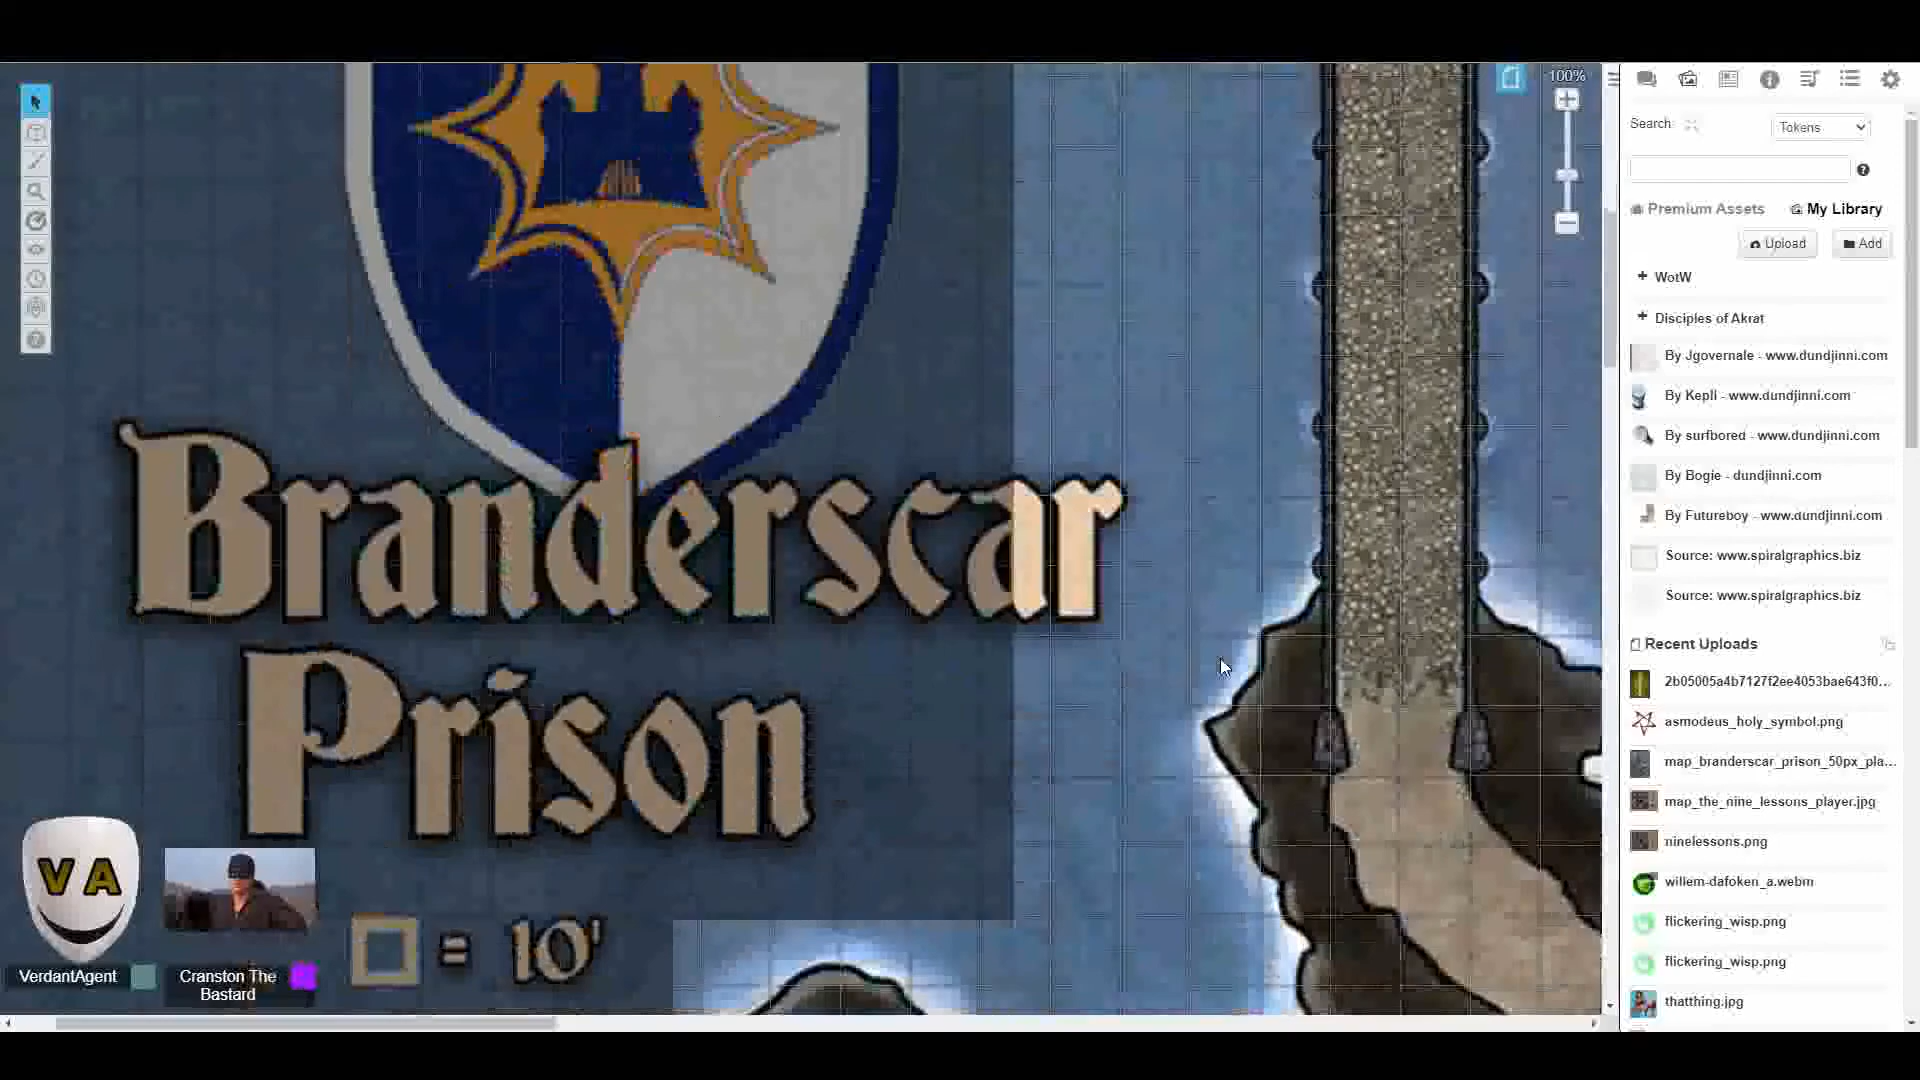 100%
Search:
Tokens
Premium Assets
My Library
Upload
Add
WotW
Disciples of Akrat
By Jgovernale - www.dundjinni.com
By Kepli - www.dundjinni.com
By surfbored - www.dundjinni.com
By Bogie - dundjinni.com
By Futureboy - www.dundjinni.com
Source: www.spiralgraphics.biz
Source: www.spiralgraphics.biz
Recent Uploads
2b05005a4b7127f2ee4053bae643f0...
asmodeus_holy_symbol.png
map_branderscar_prison_50px_pla...
map_the_nine_lessons_player.jpg
ninelessons.png
willem-dafoken_a.webm
flickering_wisp.png
flickering_wisp.png
thatthing.jpg
Branderscar
Prison
= 10'
VA
VerdantAgent
Cranston The
Bastard